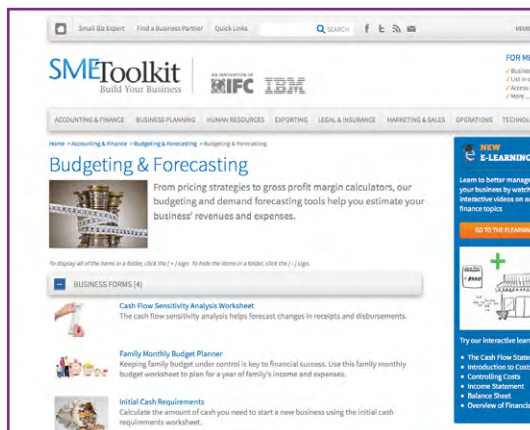 Small Biz Expert Find a Business Partner Quick Links SEARCH
SMEToolkit
Build Your Business
AN INNOVATION OF
IFC IBM
FOR ME
Busines
List in
Access
More ...
ACCOUNTING & FINANCE BUSINESS PLANNING HUMAN RESOURCES EXPORTING LEGAL & INSURANCE MARKETING & SALES OPERATIONS TECHNOL
Home > Accounting & Finance > Budgeting & Forecasting > Budgeting & Forecasting
Budgeting & Forecasting
From pricing strategies to gross profit margin calculators, our
budgeting and demand forecasting tools help you estimate your
business' revenues and expenses.
To display all of the items in a folder, click the [+] sign. To hide the items in a folder, click the [-] sign.
BUSINESS FORMS [4]
Cash Flow Sensitivity Analysis Worksheet
The cash flow sensitivity analysis helps forecast changes in receipts and disbursements.
Family Monthly Budget Planner
Keeping family budget under control is key to financial success. Use this family monthly
budget worksheet to plan for a year of family's income and expenses.
Initial Cash Requirements
Calculate the amount of cash you need to start a new business using the initial cash
requirements worksheet.
NEW
E-LEARNING
Learn to better manage
your business by watch
interactive videos on
finance topics
GO TO THE ELEARNIN
Try our interactive lear
The Cash Flow State
Introduction to Cost
Controlling Costs
Income Statement
Balance Sheet
Overview of Financia